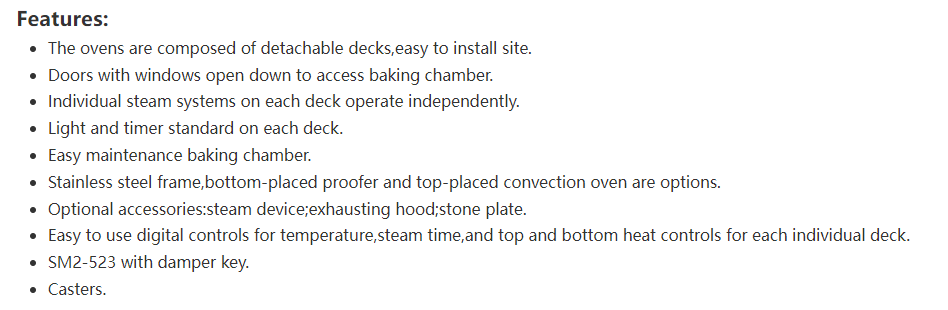 Features:
• The ovens are composed of detachable decks,easy to install site.
• Doors with windows open down to access baking chamber.
• Individual steam systems on each deck operate independently.
• Light and timer standard on each deck.
• Easy maintenance baking chamber.
• Stainless steel frame,bottom-placed proofer and top-placed convection oven are options.
• Optional accessories:steam device;exhausting hood;stone plate.
• Easy to use digital controls for temperature,steam time,and top and bottom heat controls for each individual deck.
• SM2-523 with damper key.
• Casters.